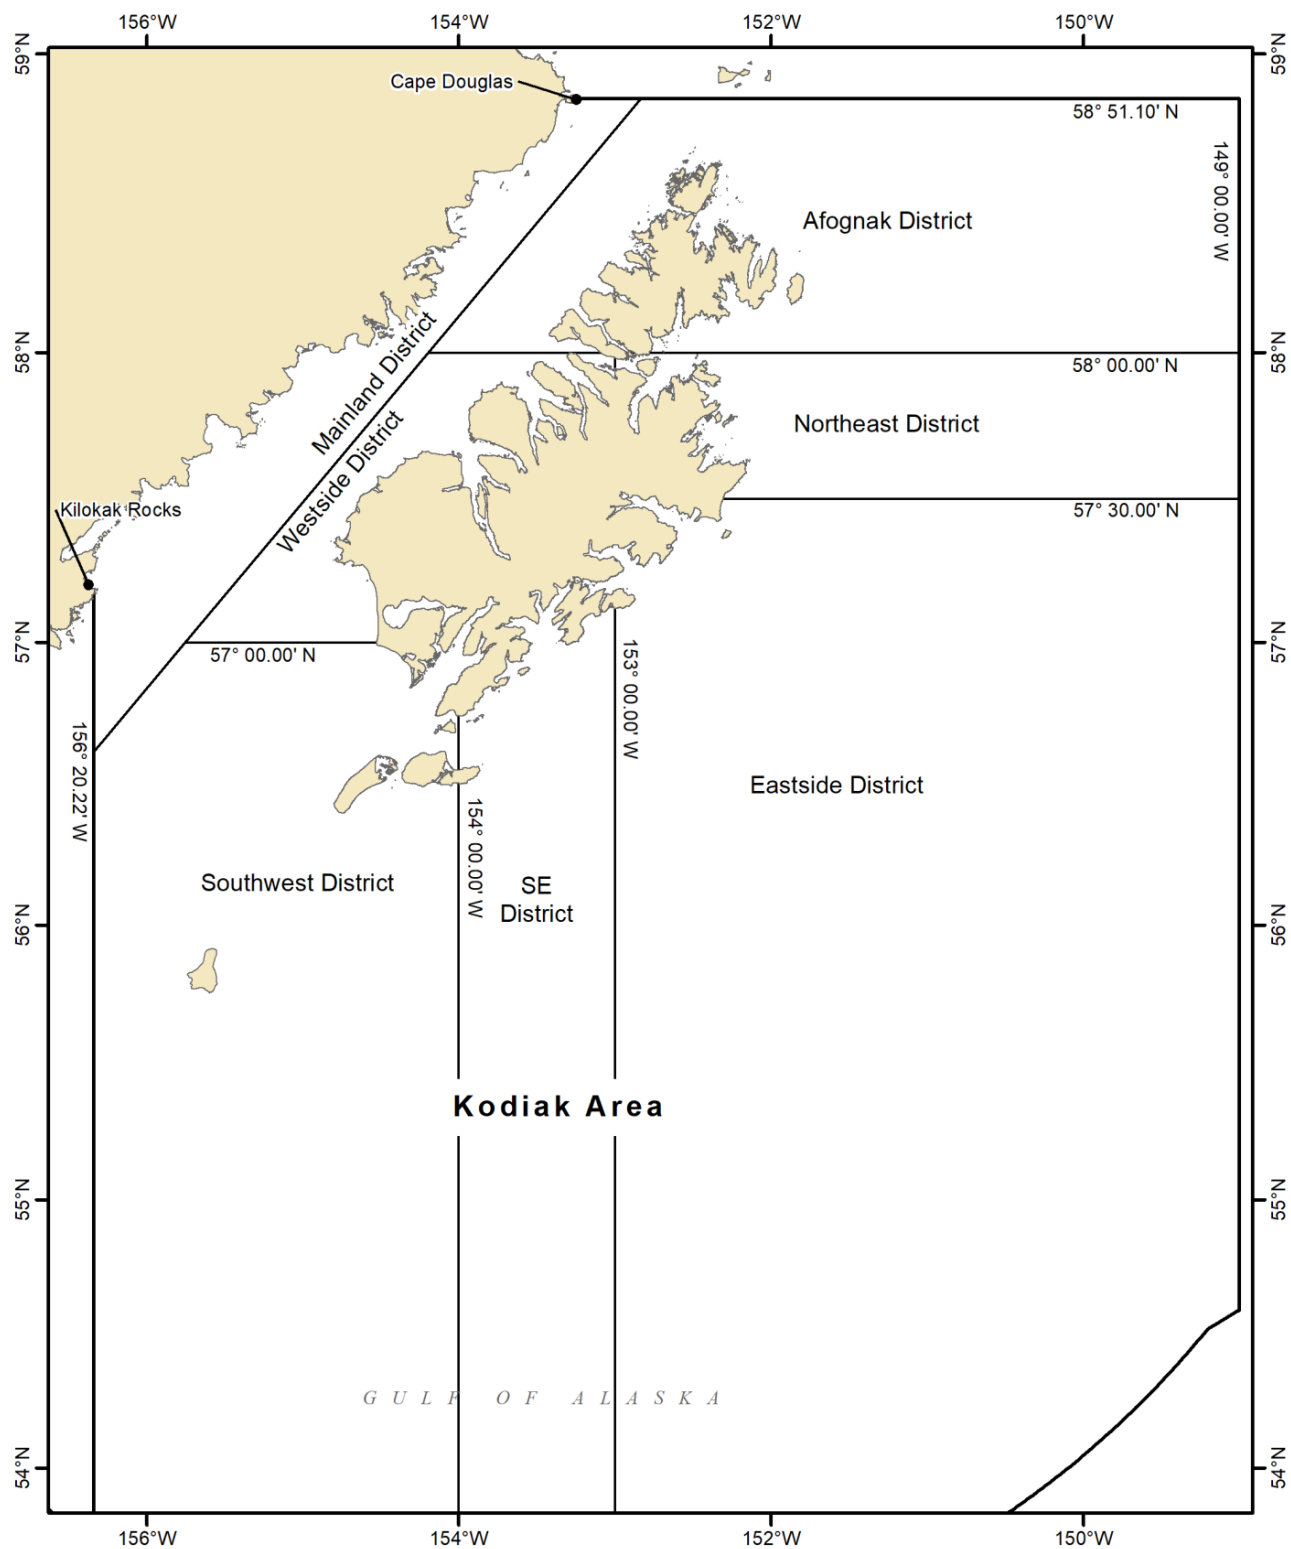 156°W
154°W
152°W
150°W
59°N
59°N
Cape Douglas
58° 51.10' N
149° 00.00' W
Afognak District
58°N
58°N
58° 00.00' N
Mainland District
Westside District
Northeast District
57° 30.00' N
Kilokak Rocks
57°N
57°N
57° 00.00' N
153° 00.00' W
156° 20.22' W
Eastside District
154° 00.00' W
Southwest District
SE
District
56°N
56°N
Kodiak Area
55°N
55°N
GULF OF ALASKA
54°N
54°N
156°W
154°W
152°W
150°W